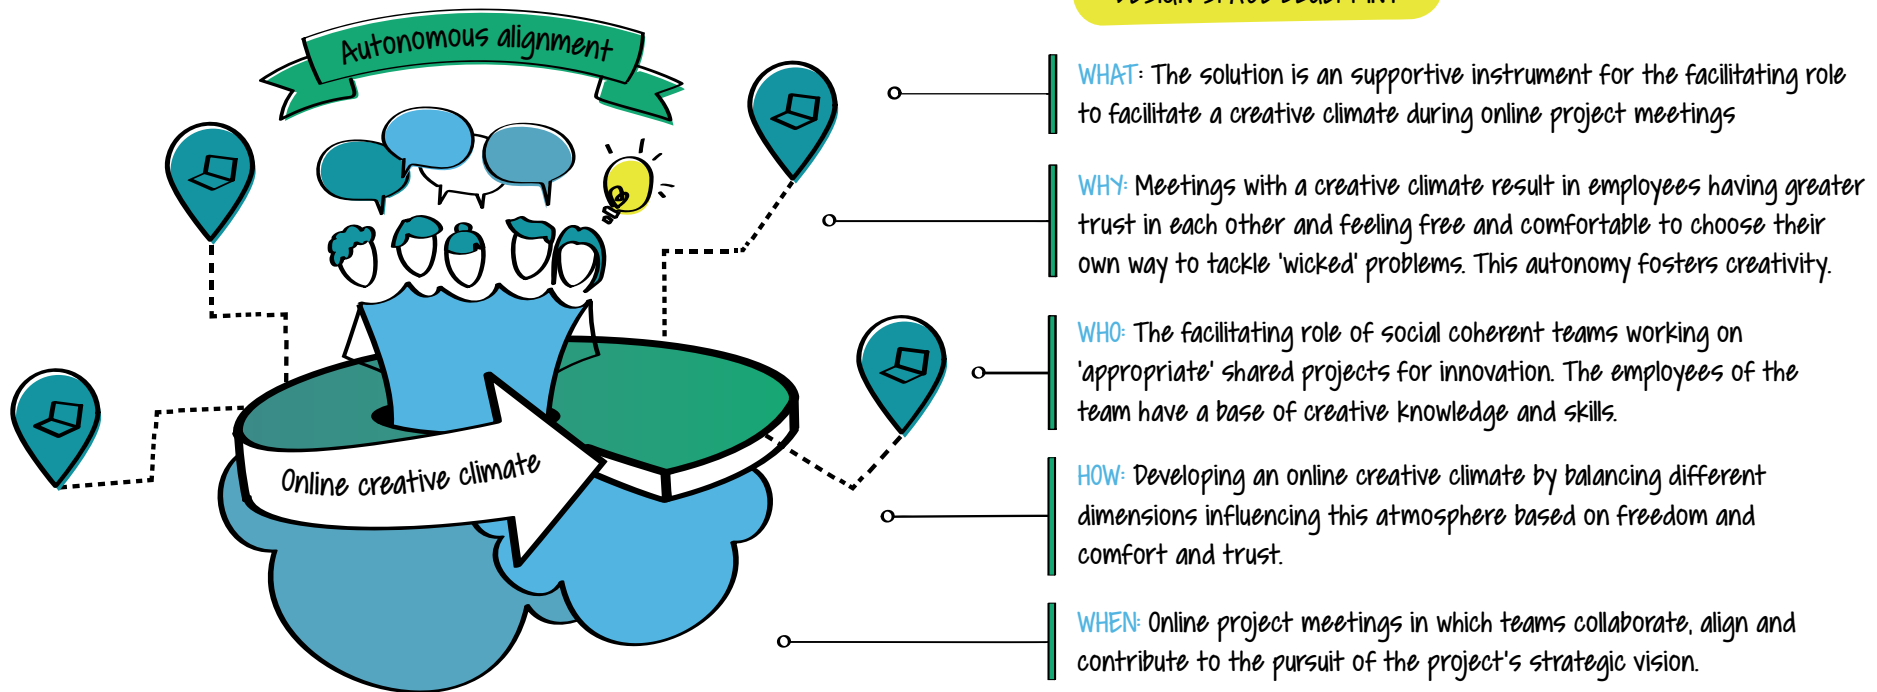 Autonomous alignment
Online creative climate
DESIGN SPACE BLUEPRINT
WHAT: The solution is an supportive instrument for the facilitating role
to facilitate a creative climate during online project meetings
WHY: Meetings with a creative climate result in employees having greater
trust in each other and feeling free and comfortable to choose their
own way to tackle 'wicked' problems. This autonomy fosters creativity.
WHO: The facilitating role of social coherent teams working on
'appropriate' shared projects for innovation. The employees of the
team have a base of creative knowledge and skills.
HOW: Developing an online creative climate by balancing different
dimensions influencing this atmosphere based on freedom and
comfort and trust.
WHEN: Online project meetings in which teams collaborate, align and
contribute to the pursuit of the project's strategic vision.